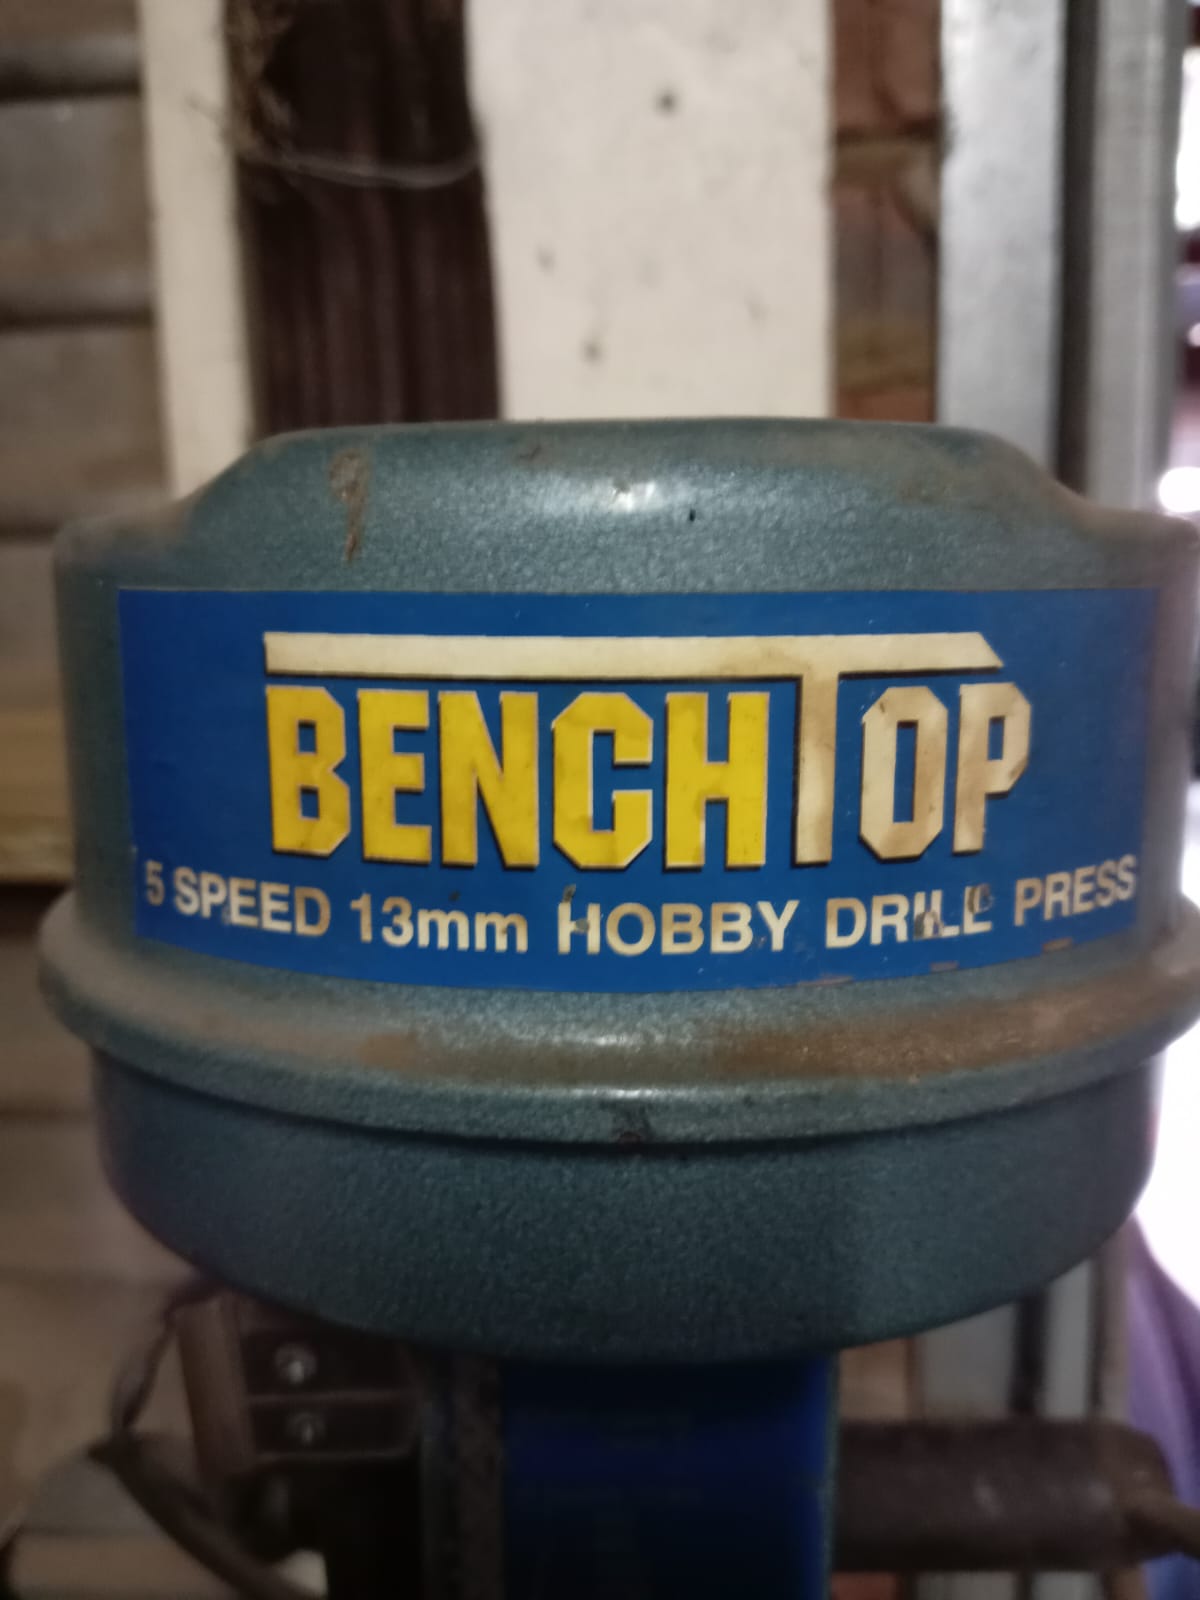 BENCHTOP
5 SPEED 13mm HOBBY DRILL PRESS